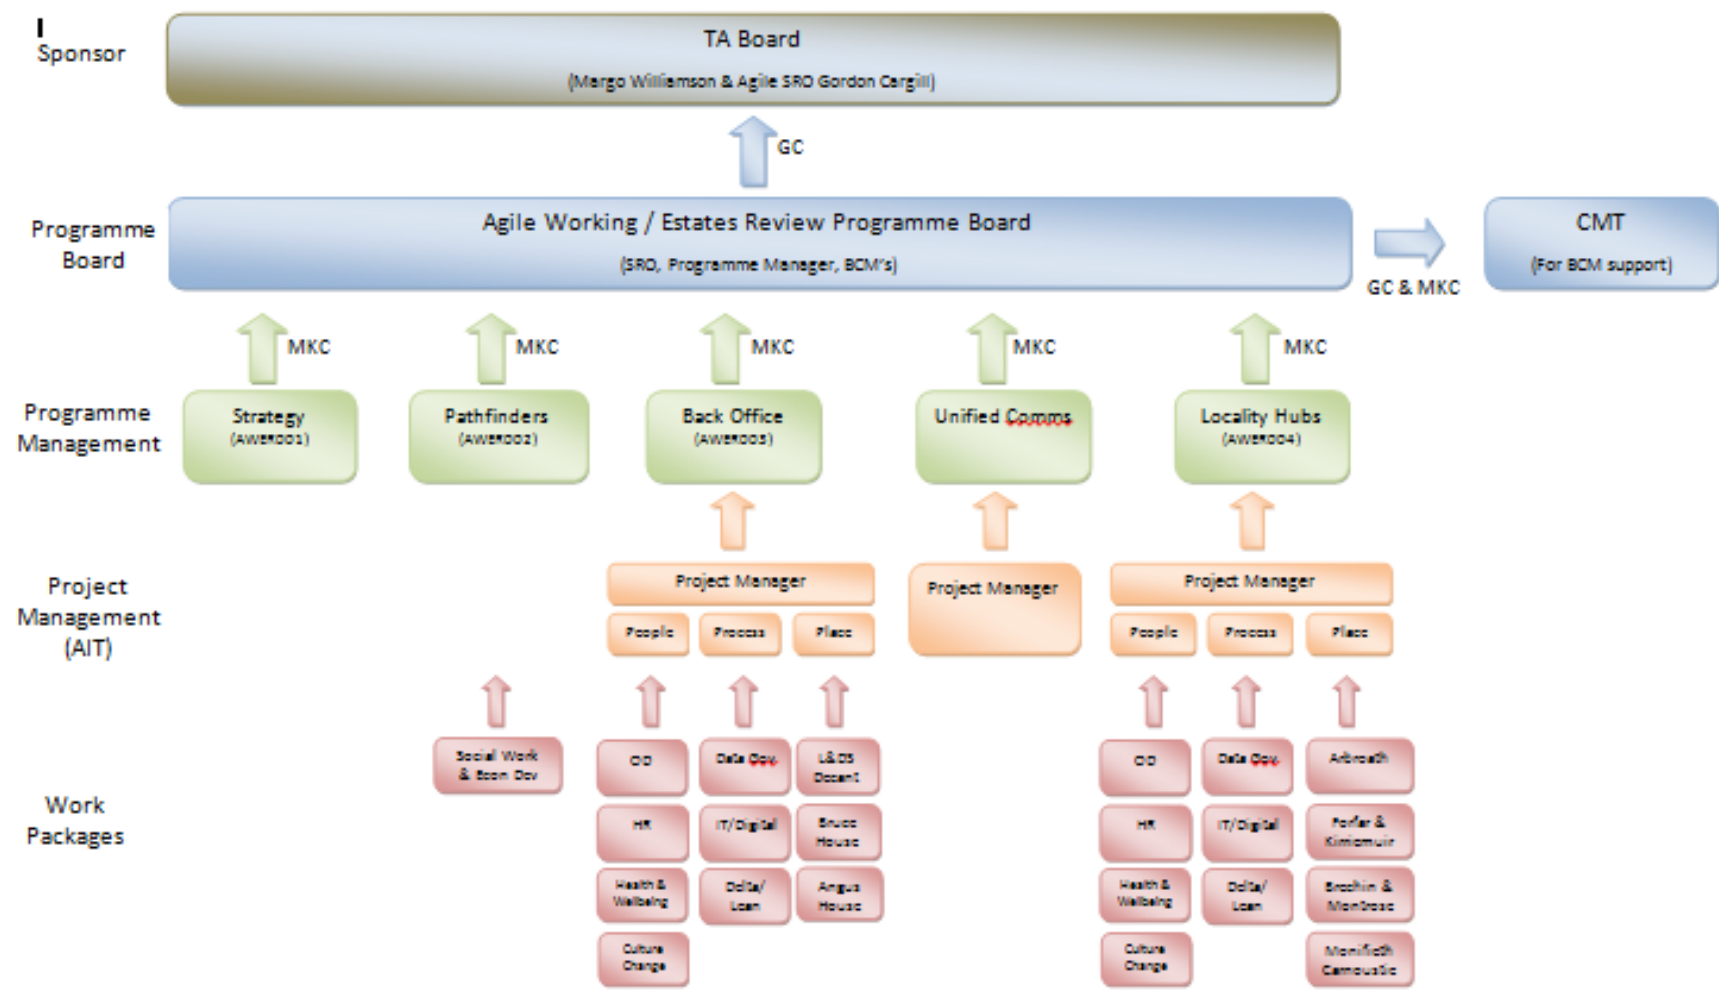 Sponsor
TA Board
(Margo Williamson & Agile SRO Gordon Cargill)
GC
Programme
Board
Agile Working / Estates Review Programme Board
(SRO, Programme Manager, BCM's)
GC & MKC
CMT
(For BCM support)
MKC
MKC
MKC
MKC
MKC
Programme
Management
Strategy
(AWER001)
Pathfinders
(AWER002)
Back Office
(AWER003)
Unified Comms
Locality Hubs
(AWER004)
Project
Management
(AIT)
Project Manager
People
Process
Place
Project Manager
Project Manager
People
Process
Place
Work
Packages
Social Work
& Econ Dev
OD
HR
Health &
Wellbeing
Culture
Change
Data Gov.
IT/Digital
Delta/
Lean
L&DS
Decant
Bruce
House
Angus
House
OD
HR
Health &
Wellbeing
Culture
Change
Data Gov.
IT/Digital
Delta/
Lean
Arbroath
Forfar &
Kirriemuir
Brechin &
Montrose
Monifieth
Carnoustie